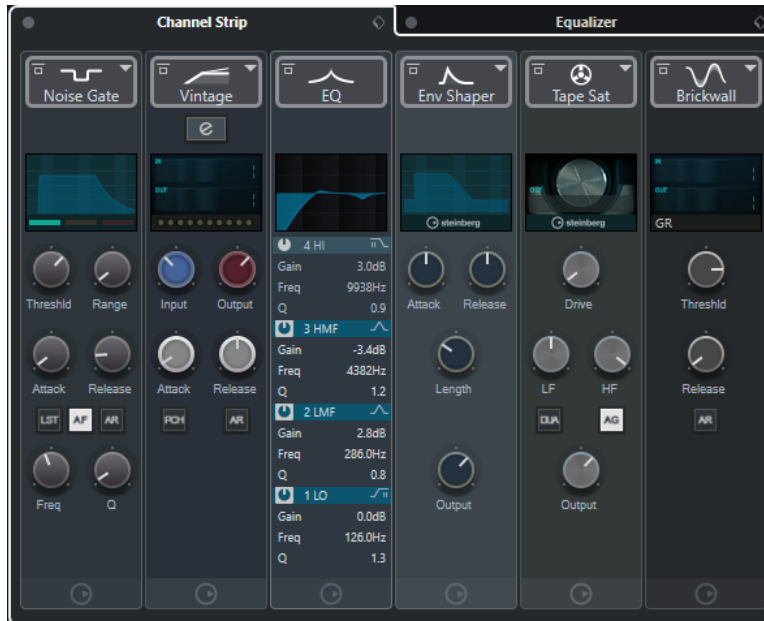 Channel Strip
Equalizer
Noise Gate
Vintage
EQ
Env Shaper
Tape Sat
Brickwall
e
IN
OUT
steinberg
OUT
steinberg
IN
OUT
GR
Threshld
Range
Attack
Release
LST
AF
AR
Freq
Q
Input
Output
Attack
Release
PCH
AR
4 HI
Gain 3.0dB
Freq 9938Hz
Q 0.9
3 HMF
Gain -3.4dB
Freq 4382Hz
Q 1.2
2 LMF
Gain 2.8dB
Freq 286.0Hz
Q 0.8
1 LO
Gain 0.0dB
Freq 126.0Hz
Q 1.3
Attack
Release
Length
Output
Drive
LF
HF
DUA
AG
Output
Threshld
Release
AR